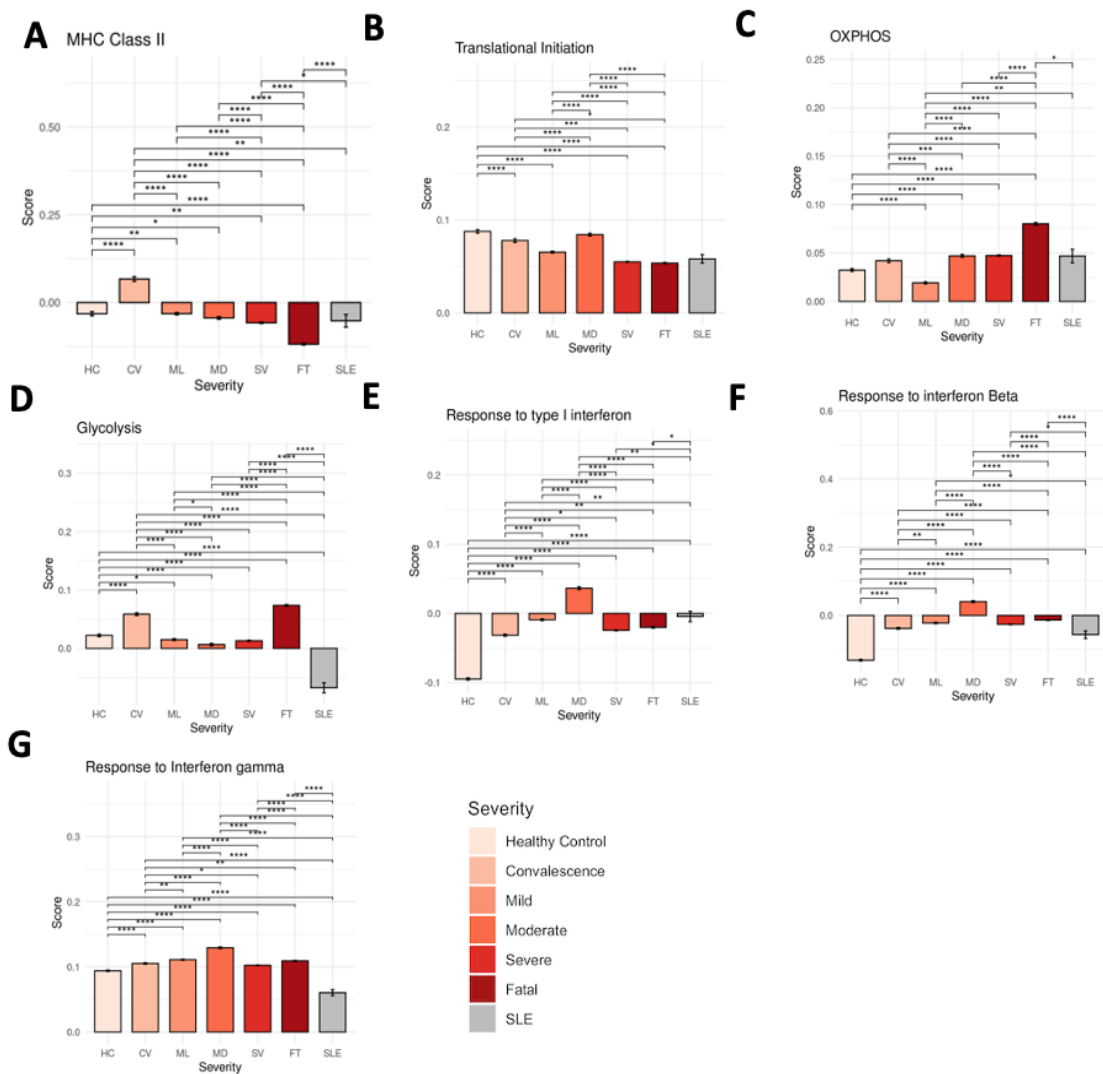 A
MHC Class II
Score
0.50
0.25
0.00
HC CV ML MD SV FT SLE
Severity
B
Translational Initiation
Score
0.2
0.1
0.0
HC CV ML MD SV FT SLE
Severity
C
OXPHOS
Score
0.25
0.20
0.15
0.10
0.05
0.00
HC CV ML MD SV FT SLE
Severity
D
Glycolysis
Score
0.3
0.2
0.1
0.0
HC CV ML MD SV FT SLE
Severity
E
Response to type I interferon
Score
0.2
0.1
0.0
-0.1
HC CV ML MD SV FT SLE
Severity
F
Response to interferon Beta
Score
0.6
0.4
0.2
0.0
HC CV ML MD SV FT SLE
Severity
G
Response to Interferon gamma
Score
0.3
0.2
0.1
0.0
HC CV ML MD SV FT SLE
Severity
Severity
Healthy Control
Convalescence
Mild
Moderate
Severe
Fatal
SLE